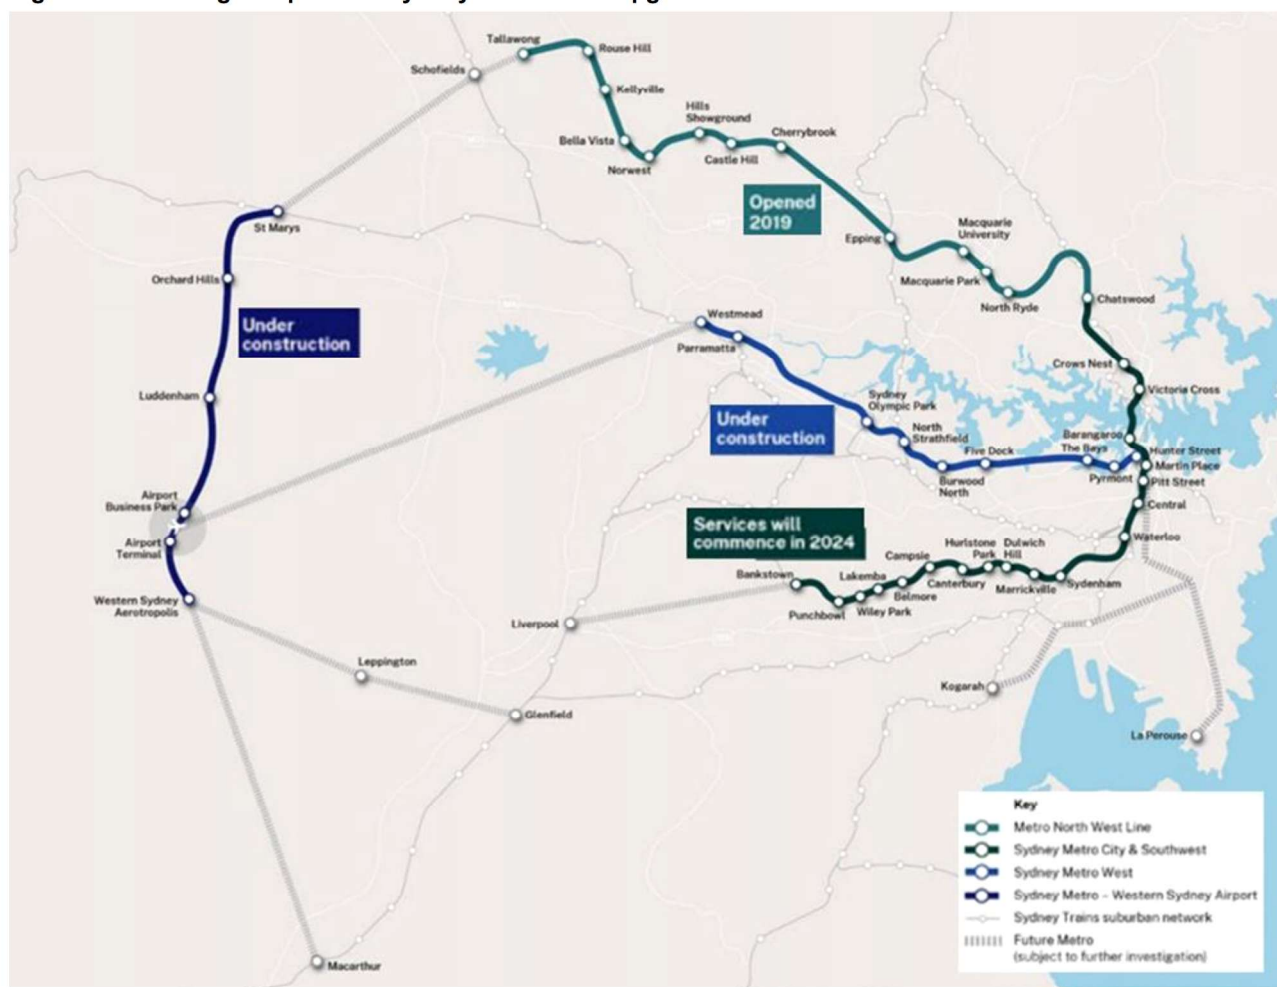 Tallawong
Rouse Hill
Schofields
Kellyville
Hills
Showground
Bella Vista
Cherrybrook
Castle Hill
Norwest
Opened
2019
St Marys
Epping
Macquarie
University
Orchard Hills
Macquarie Park
North Ryde
Chatswood
Under
construction
Westmead
Parramatta
Crows Nest
Luddenham
Victoria Cross
Sydney
Olympic Park
Under
construction
North
Strathfield
Barangaroo
The Bays
Hunter Street
Five Dock
Martin Place
Pyrmont
Pitt Street
Burwood
North
Airport
Business Park
Central
Services will
commence in 2024
Airport
Terminal
Waterloo
Hurlstone
Park
Dulwich
Hill
Campsie
Bankstown
Lakemba
Canterbury
Sydenham
Marrickville
Belmore
Punchbowl
Wiley Park
Western Sydney
Aerotropolis
Liverpool
Leppington
Kogarah
Glenfield
La Perouse
Macarthur
Key
Metro North West Line
Sydney Metro City & Southwest
Sydney Metro West
Sydney Metro – Western Sydney Airport
Sydney Trains suburban network
Future Metro
(subject to further investigation)